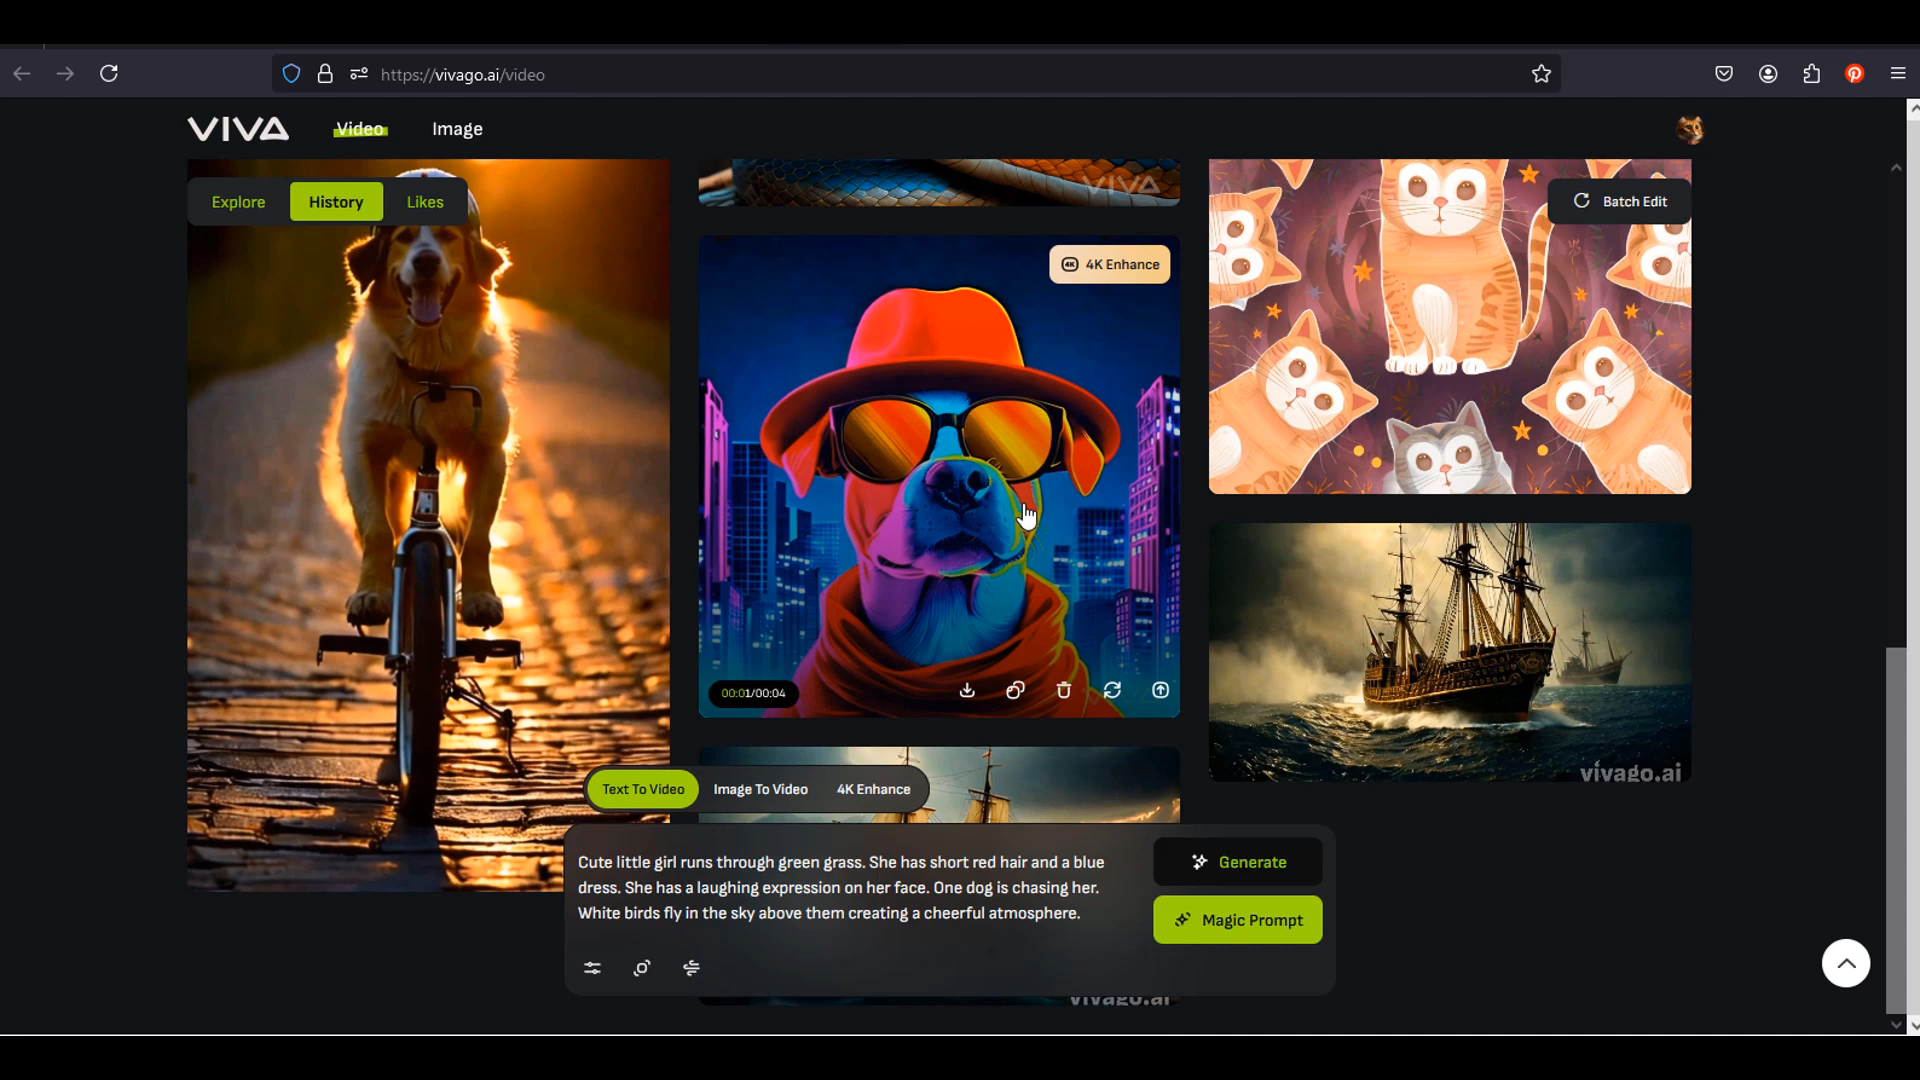 https://vivago.ai/video
VIVA
Video
Image
Explore
History
Likes
VIVA
Batch Edit
4K Enhance
00:01/00:04
vivago.ai
Text To Video
Image To Video
4K Enhance
Cute little girl runs through green grass. She has short red hair and a blue
dress. She has a laughing expression on her face. One dog is chasing her.
White birds fly in the sky above them creating a cheerful atmosphere.
Generate
Magic Prompt
vivago.ai